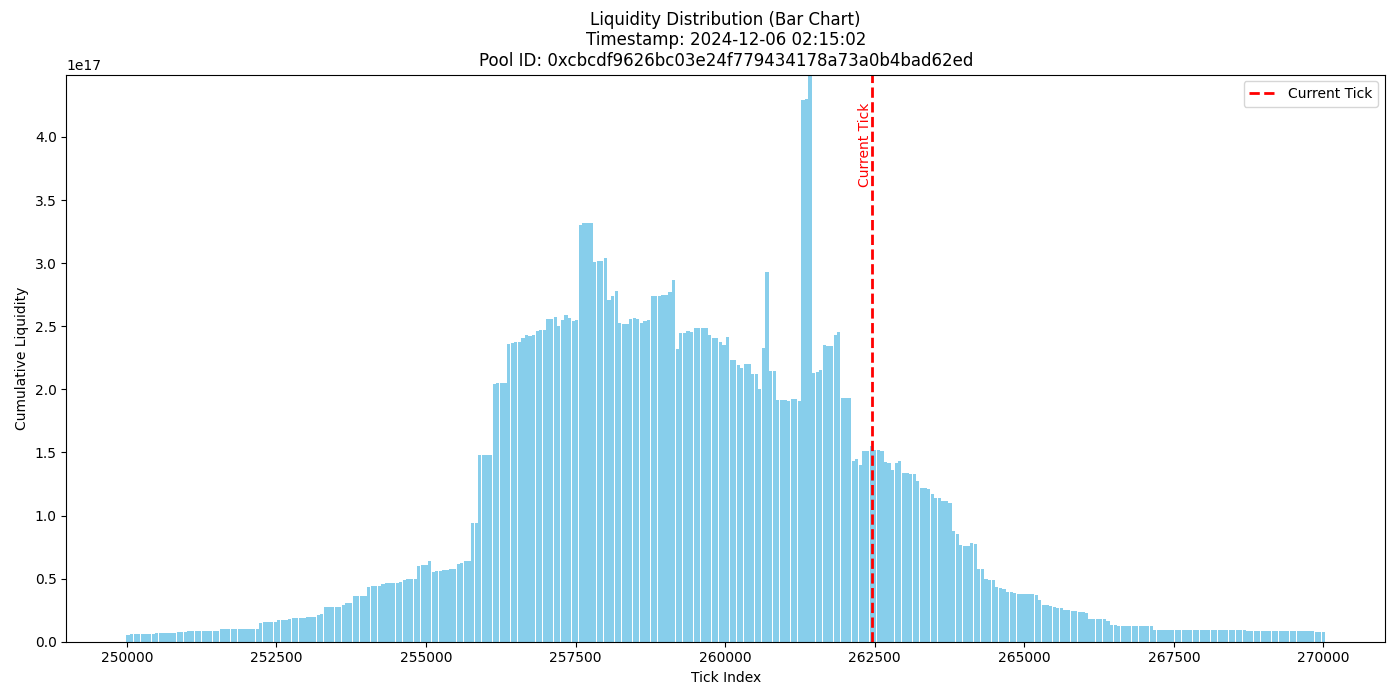 Liquidity Distribution (Bar Chart)
Timestamp: 2024-12-06 02:15:02
Pool ID: 0xcbcdf9626bc03e24f779434178a73a0b4bad62ed
1e17
Current Tick
Current Tick
4.0
3.5
3.0
2.5
2.0
1.5
1.0
0.5
0.0
Cumulative Liquidity
250000 252500 255000 257500 260000 262500 265000 267500 270000
Tick Index